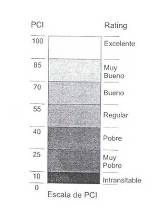 PCI Rating
100
Excelente
85
Muy
Bueno
70
Bueno
55
Regular
40
Pobre
25
Muy
Pobre
10
Intransitable
0
Escala de PCI